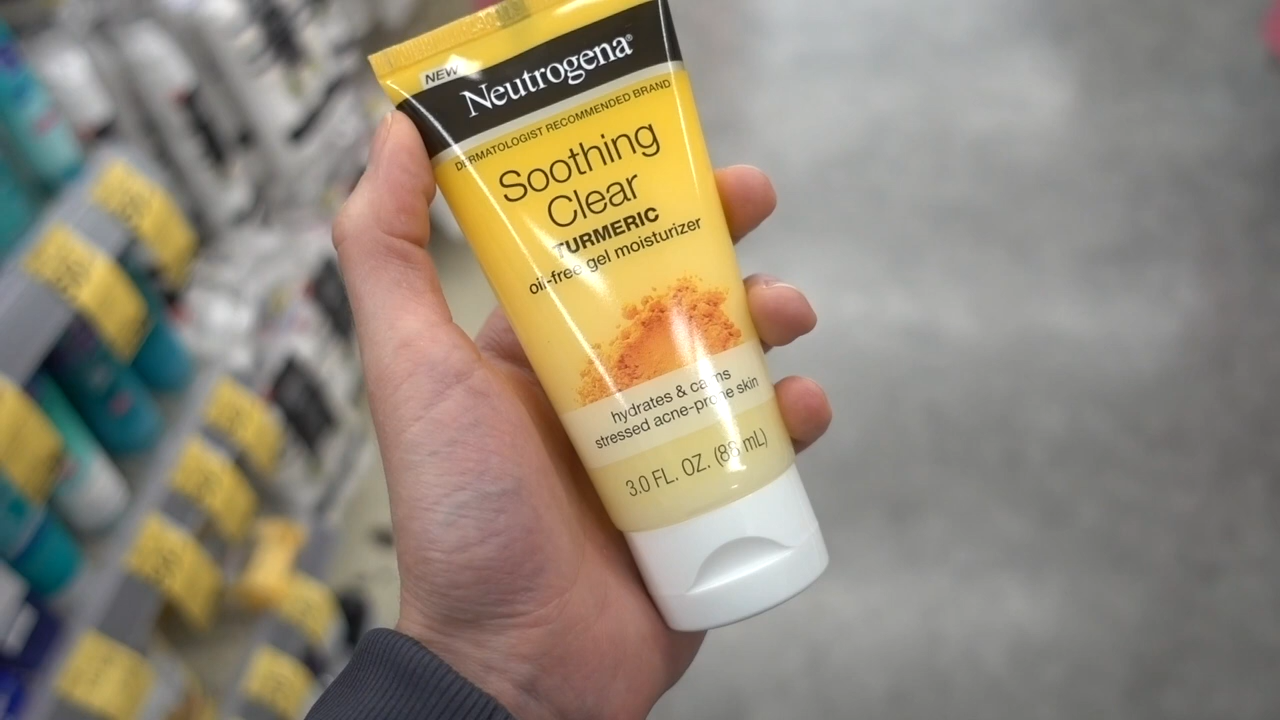 NEW
Neutrogena®
DERMATOLOGIST RECOMMENDED BRAND
Soothing
Clear
TURMERIC
oil-free gel moisturizer
hydrates & calms
stressed acne-prone skin
3.0 FL. OZ. (88 mL)